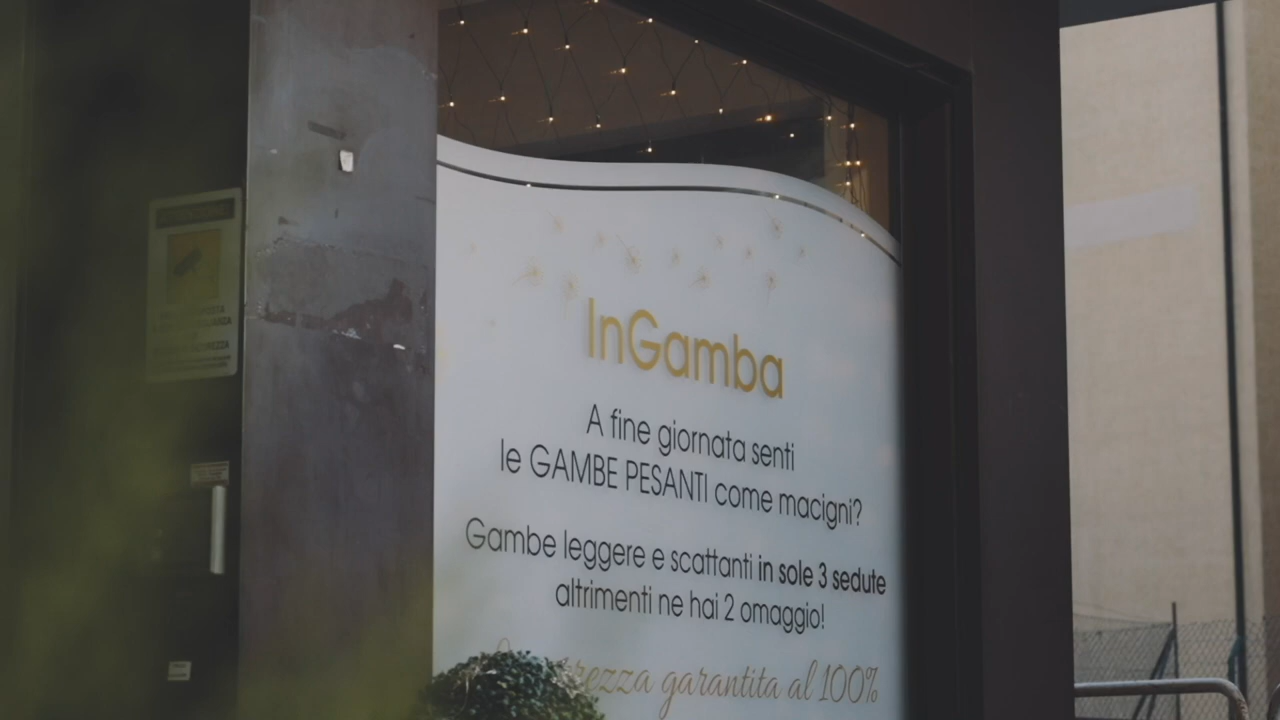 InGamba
A fine giornata senti
le GAMBE PESANTI come macigni?
Gambe leggere e scattanti in sole 3 sedute
altrimenti ne hai 2 omaggio!
garantita al 100%